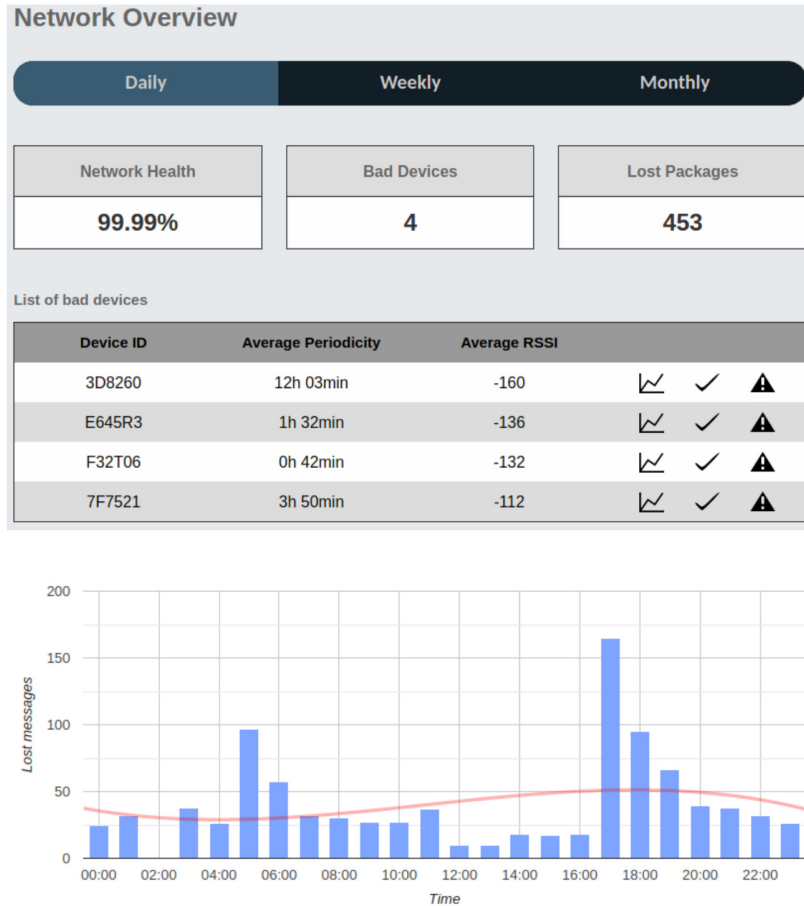 Network Overview
Daily Weekly Monthly
Network Health Bad Devices Lost Packages
99.99% 4 453
List of bad devices
Device ID Average Periodicity Average RSSI
3D8260 12h 03min -160
E645R3 1h 32min -136
F32T06 0h 42min -132
7F7521 3h 50min -112
200
150
100
50
0
Lost messages
00:00 02:00 04:00 06:00 08:00 10:00 12:00 14:00 16:00 18:00 20:00 22:00
Time